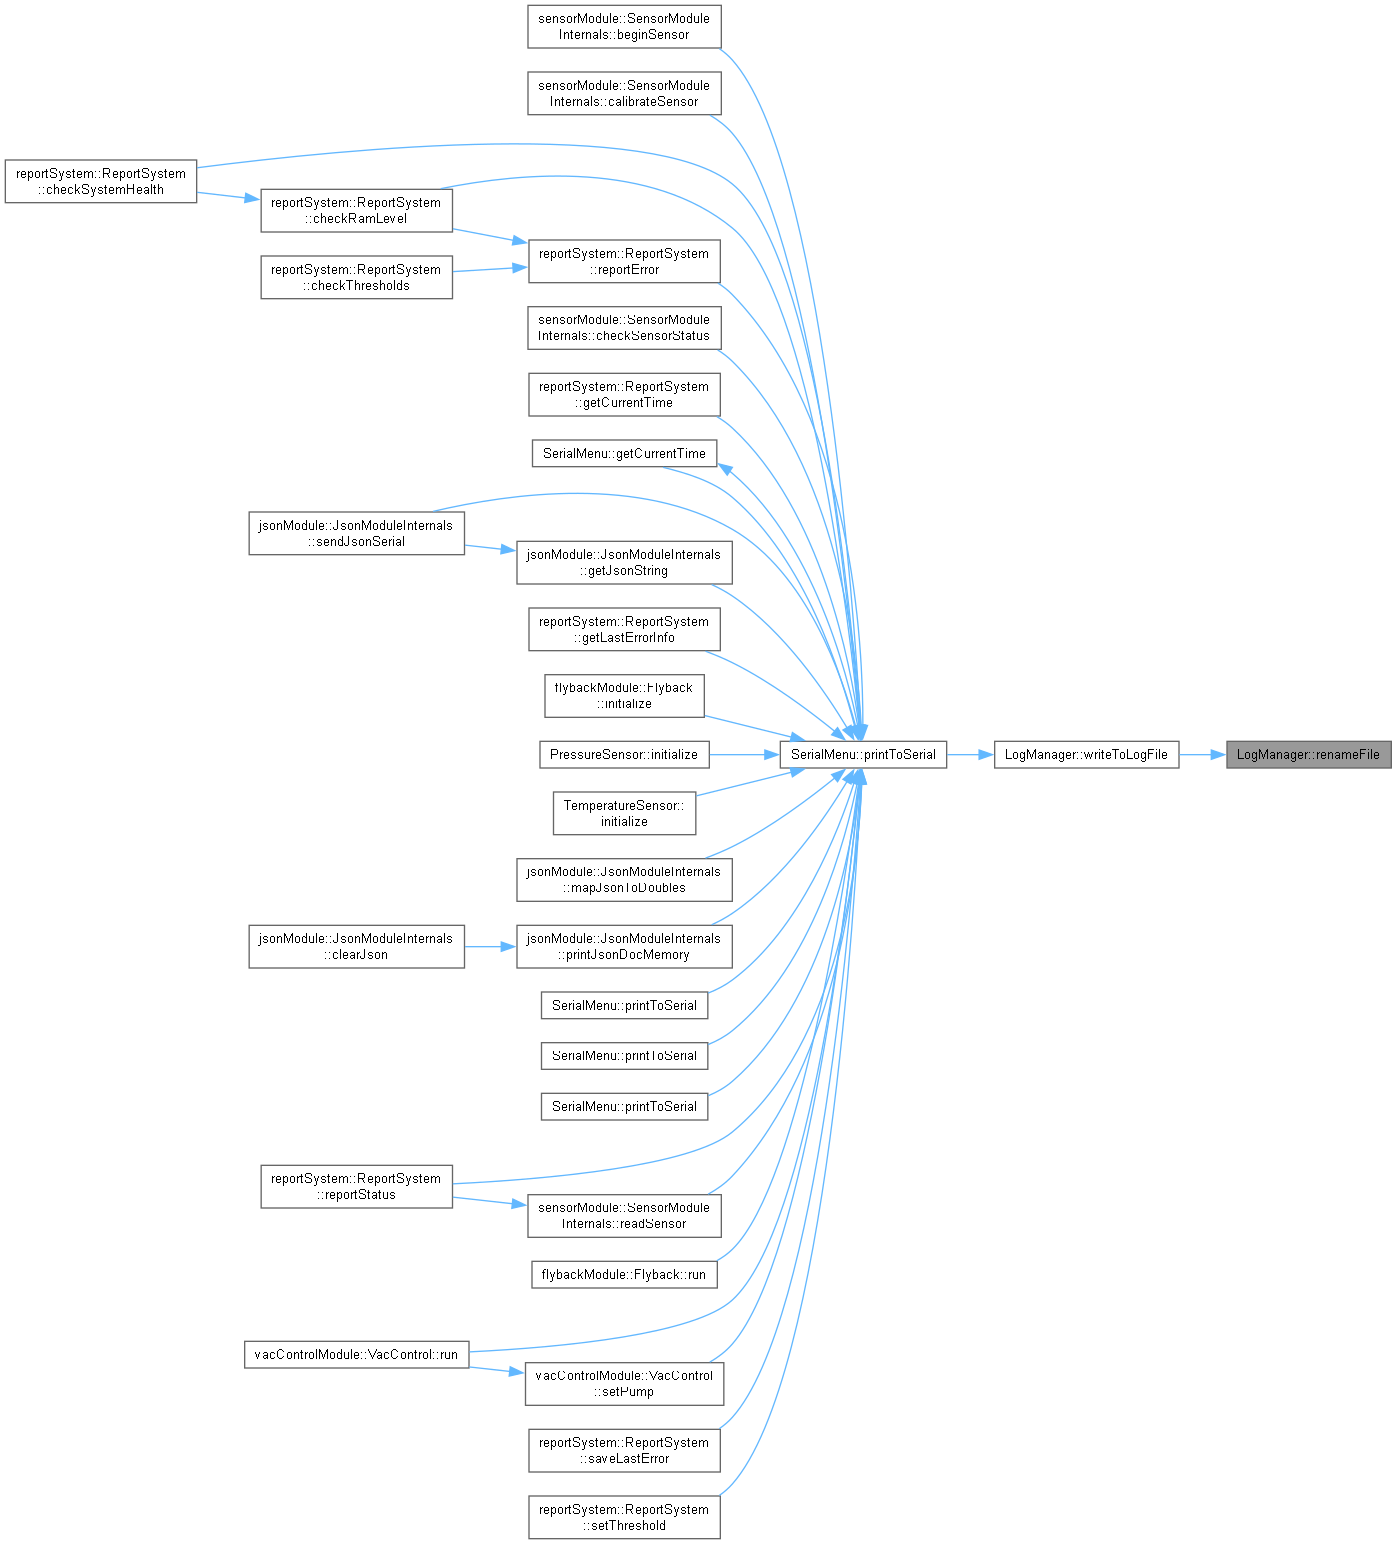 sensorModule::SensorModule
Internals::beginSensor
sensorModule::SensorModule
Internals::calibrateSensor
reportSystem::ReportSystem
::checkSystemHealth
reportSystem::ReportSystem
::checkRamLevel
reportSystem::ReportSystem
::reportError
reportSystem::ReportSystem
::checkThresholds
sensorModule::SensorModule
Internals::checkSensorStatus
reportSystem::ReportSystem
::getCurrentTime
SerialMenu::getCurrentTime
jsonModule::JsonModuleInternals
::sendJsonSerial
jsonModule::JsonModuleInternals
::getJsonString
reportSystem::ReportSystem
::getLastErrorInfo
flybackModule::Flyback
::initialize
PressureSensor::initialize
SerialMenu::printToSerial
LogManager::writeToLogFile
LogManager::renameFile
TemperatureSensor::
initialize
jsonModule::JsonModuleInternals
::mapJsonToDoubles
jsonModule::JsonModuleInternals
::clearJson
jsonModule::JsonModuleInternals
::printJsonDocMemory
SerialMenu::printToSerial
SerialMenu::printToSerial
SerialMenu::printToSerial
reportSystem::ReportSystem
::reportStatus
sensorModule::SensorModule
Internals::readSensor
flybackModule::Flyback::run
vacControlModule::VacControl::run
vacControlModule::VacControl
::setPump
reportSystem::ReportSystem
::saveLastError
reportSystem::ReportSystem
::setThreshold